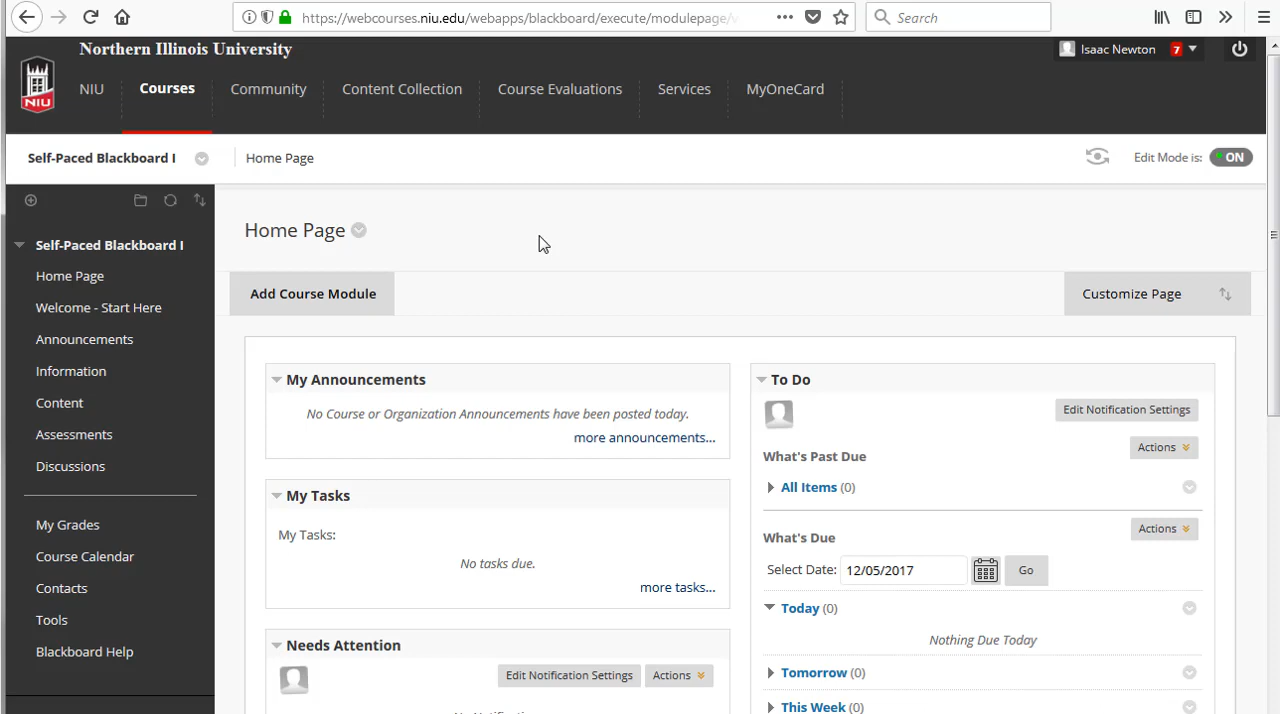 https://webcourses.niu.edu/webapps/blackboard/execute/modulepage/
Search
Northern Illinois University
Isaac Newton 7
NIU
NIU Courses Community Content Collection Course Evaluations Services MyOneCard
Self-Paced Blackboard I Home Page Edit Mode is: ON
Home Page
Self-Paced Blackboard I
Home Page
Welcome - Start Here
Announcements
Information
Content
Assessments
Discussions
My Grades
Course Calendar
Contacts
Tools
Blackboard Help
Add Course Module Customize Page
My Announcements
No Course or Organization Announcements have been posted today.
more announcements...
My Tasks
My Tasks:
No tasks due.
more tasks...
Needs Attention
Edit Notification Settings Actions
To Do
Edit Notification Settings
Actions
What's Past Due
All Items (0)
Actions
What's Due
Select Date: 12/05/2017 Go
Today (0)
Nothing Due Today
Tomorrow (0)
This Week (0)